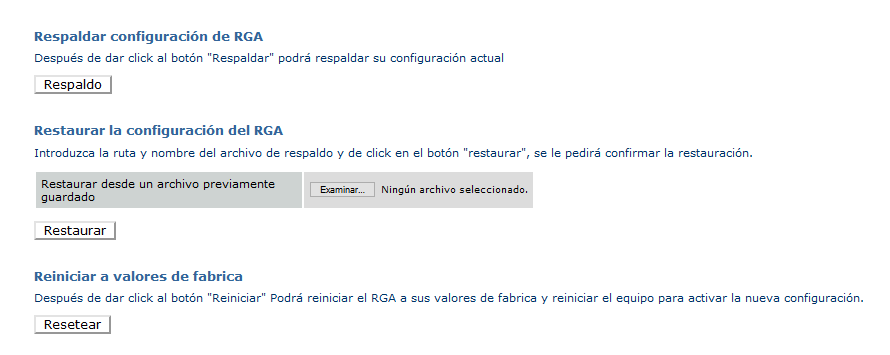 Respaldar configuración de RGA
Después de dar click al botón "Respaldar" podrá respaldar su configuración actual
Respaldo
Restaurar la configuración del RGA
Introduzca la ruta y nombre del archivo de respaldo y de click en el botón "restaurar", se le pedirá confirmar la restauración.
Restaurar desde un archivo previamente
guardado
Examinar... Ningún archivo seleccionado.
Restaurar
Reiniciar a valores de fabrica
Después de dar click al botón "Reiniciar" Podrá reiniciar el RGA a sus valores de fabrica y reiniciar el equipo para activar la nueva configuración.
Resetear